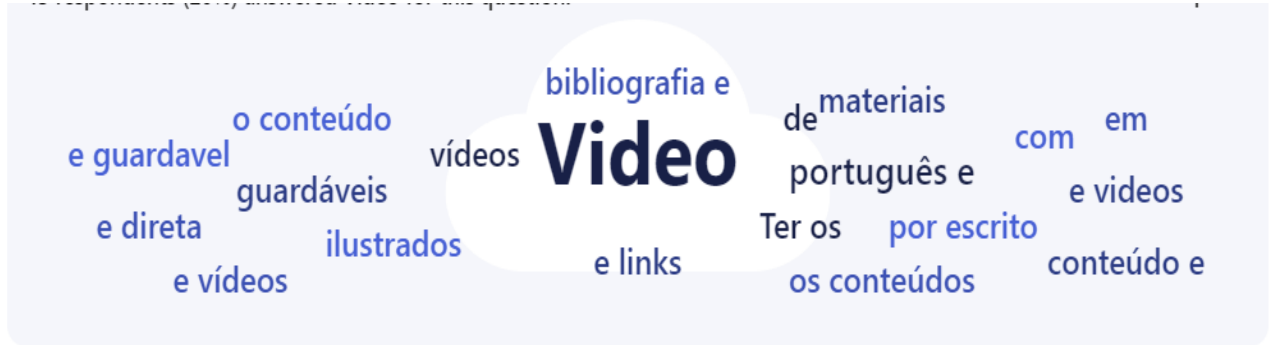 bibliografia e
materiais
o conteúdo
de
em
com
e guardavel
vídeos
Video
português e
guardáveis
e videos
e direta
Ter os
por escrito
ilustrados
e links
conteúdo e
e vídeos
os conteúdos